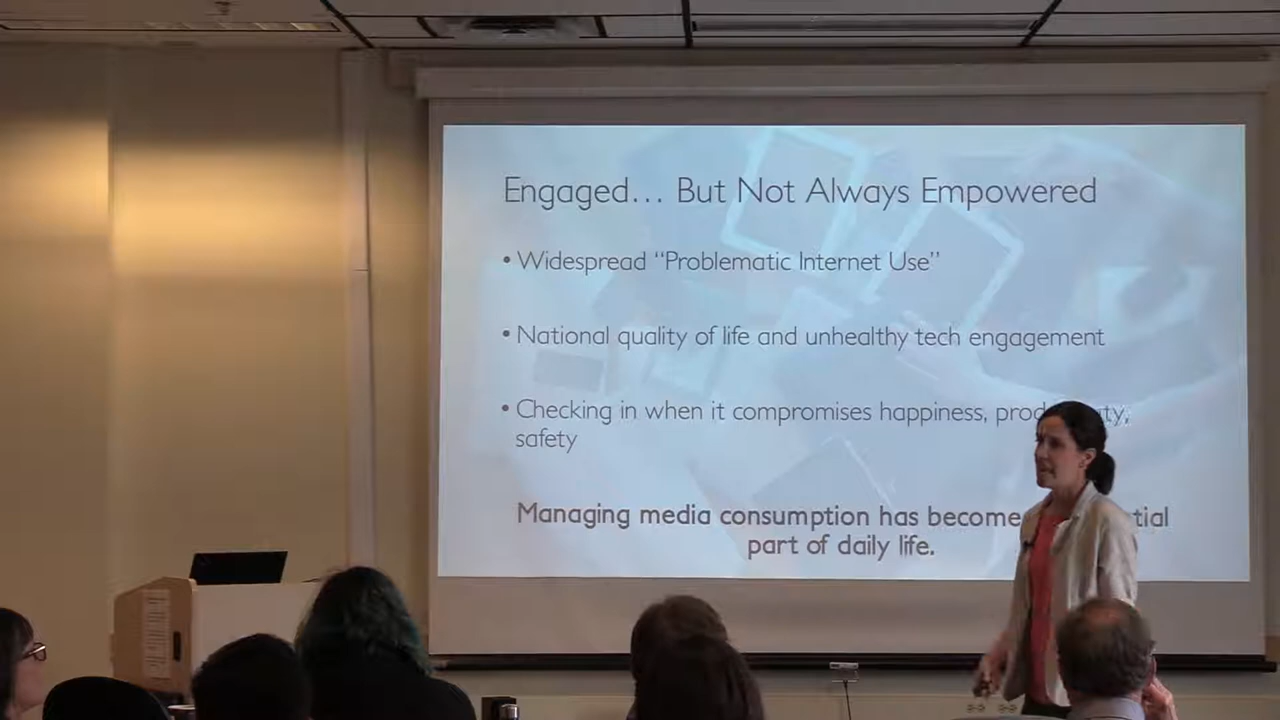 Engaged... But Not Always Empowered
• Widespread “Problematic Internet Use”
• National quality of life and unhealthy tech engagement
• Checking in when it compromises happiness,
safety
Managing media consumption has become
part of daily life.